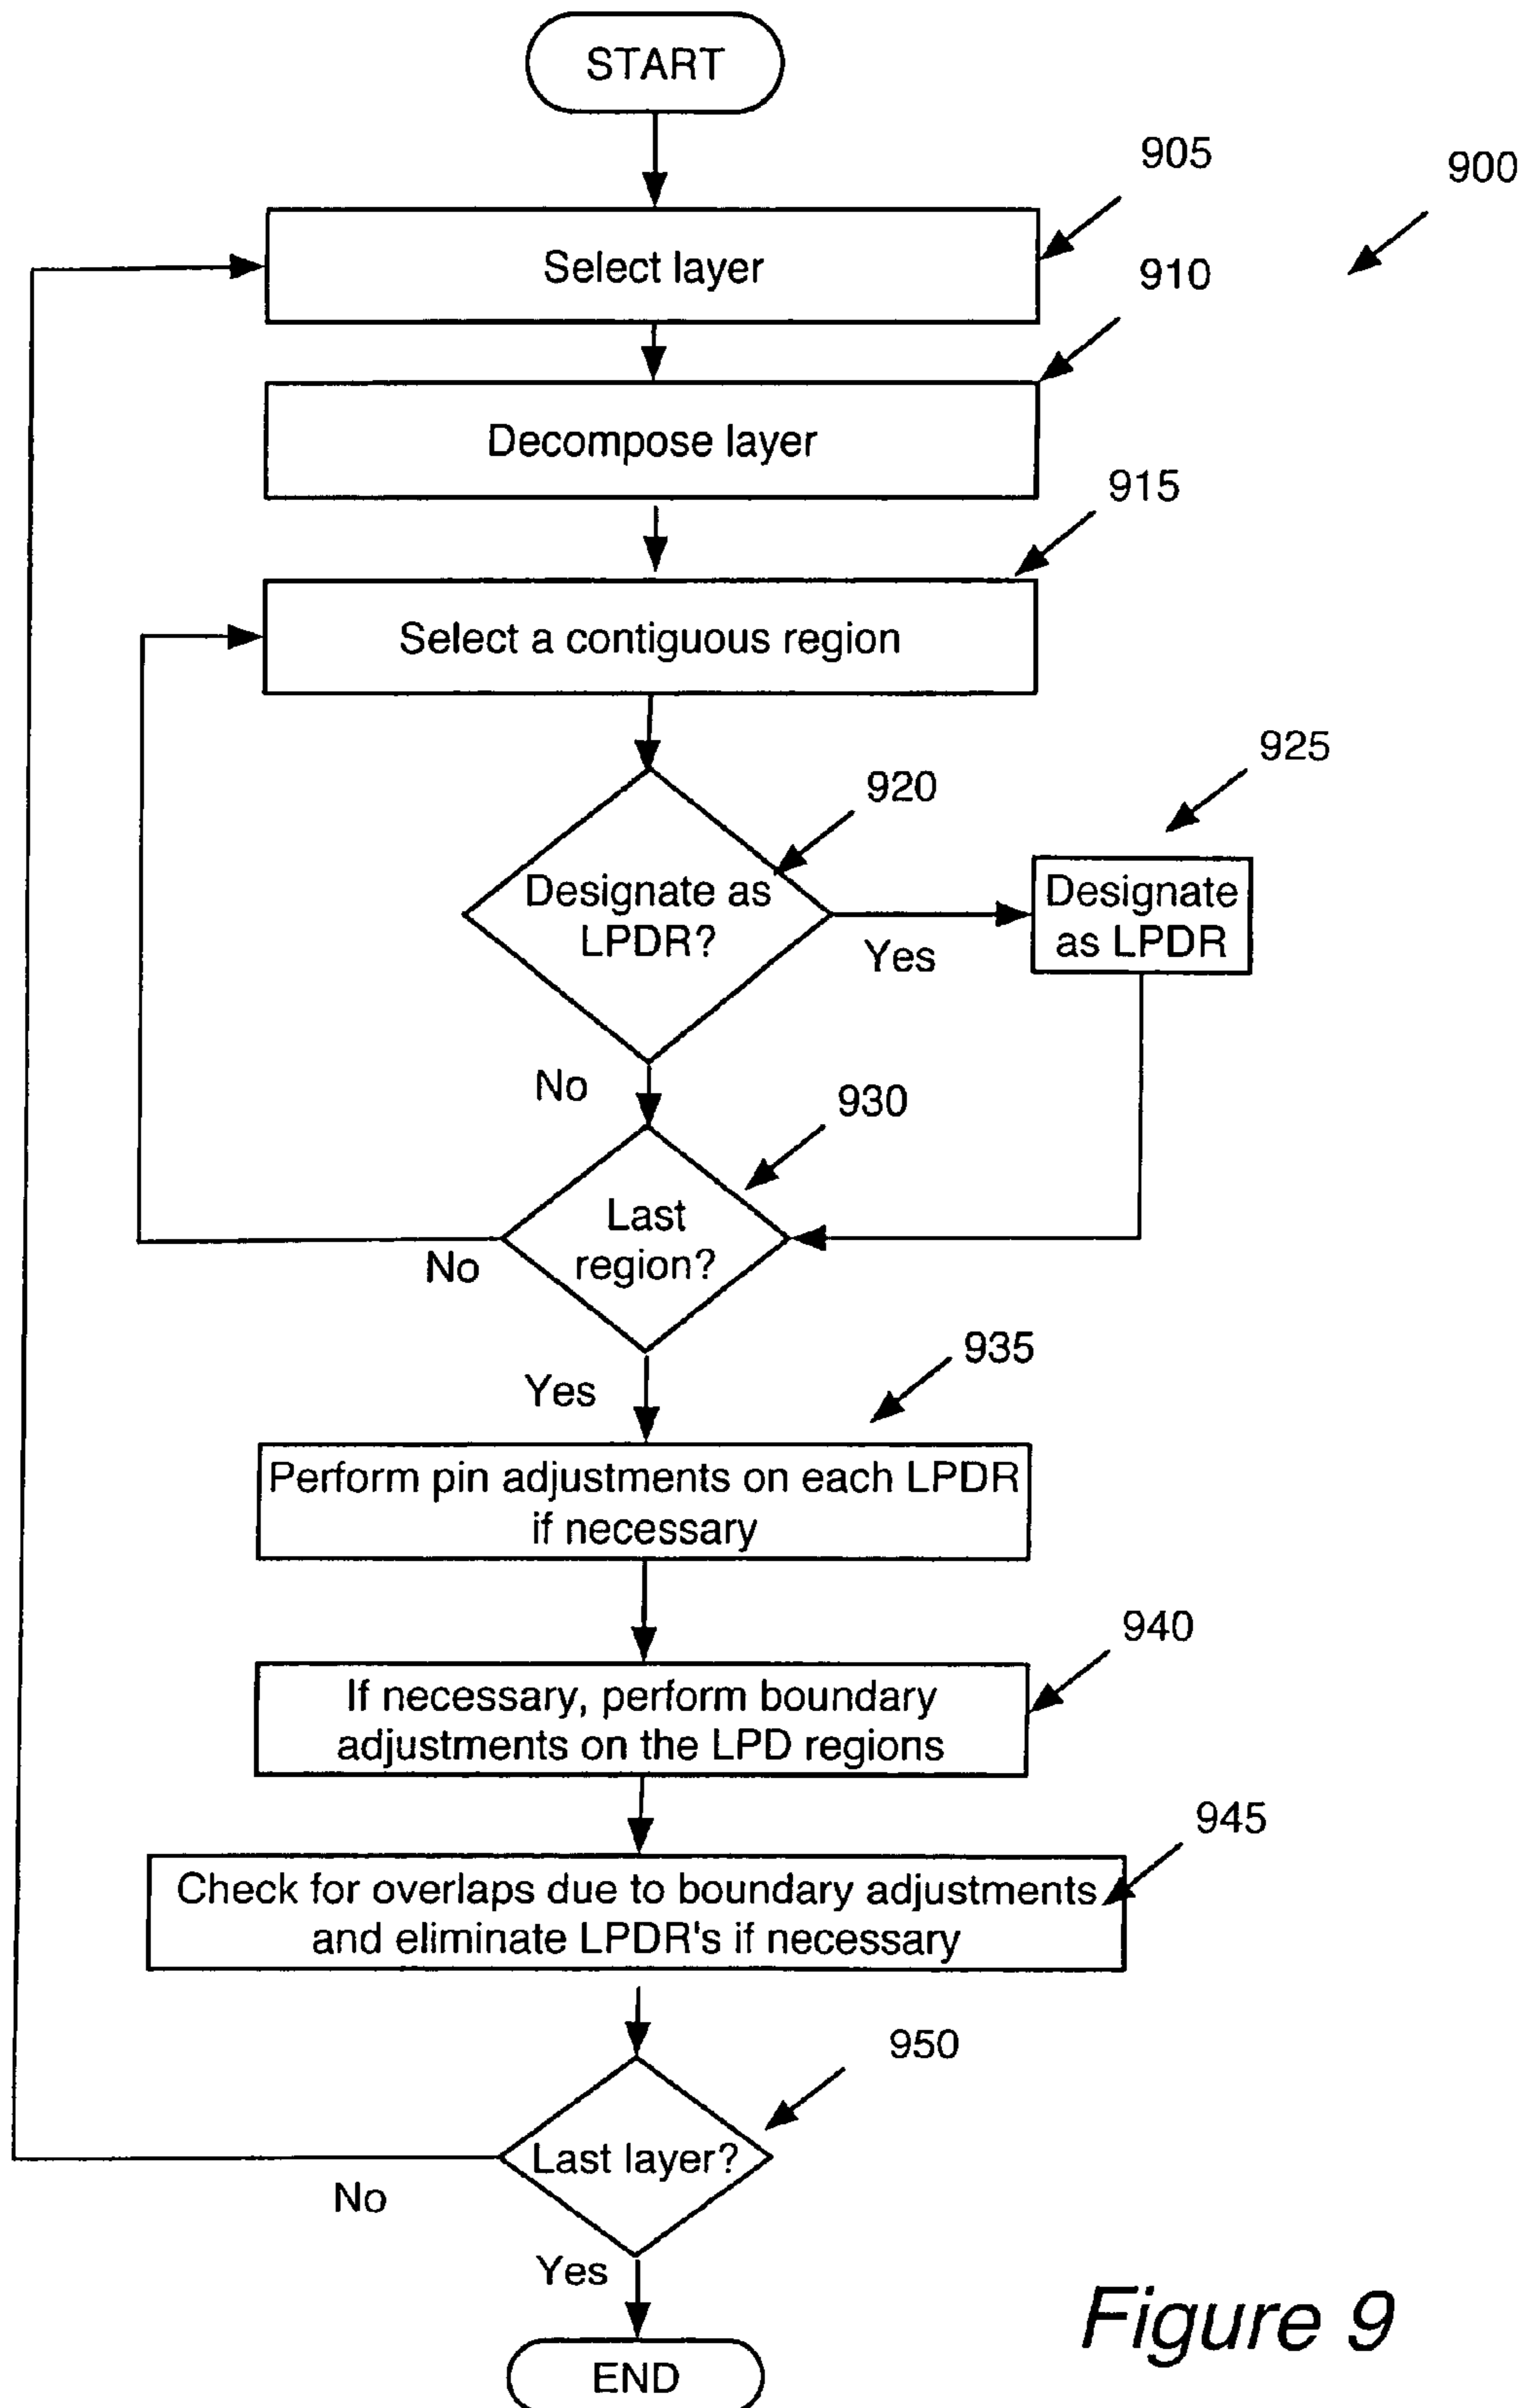 START
905
900
Select layer
910
Decompose layer
915
Select a contiguous region
925
920
Designate as
LPDR?
Yes
Designate
as LPDR
No
930
Last
region?
No
935
Yes
Perform pin adjustments on each LPDR
if necessary
940
If necessary, perform boundary
adjustments on the LPD regions
945
Check for overlaps due to boundary adjustments
and eliminate LPDR's if necessary
950
Last layer?
No
Yes
Figure 9
END